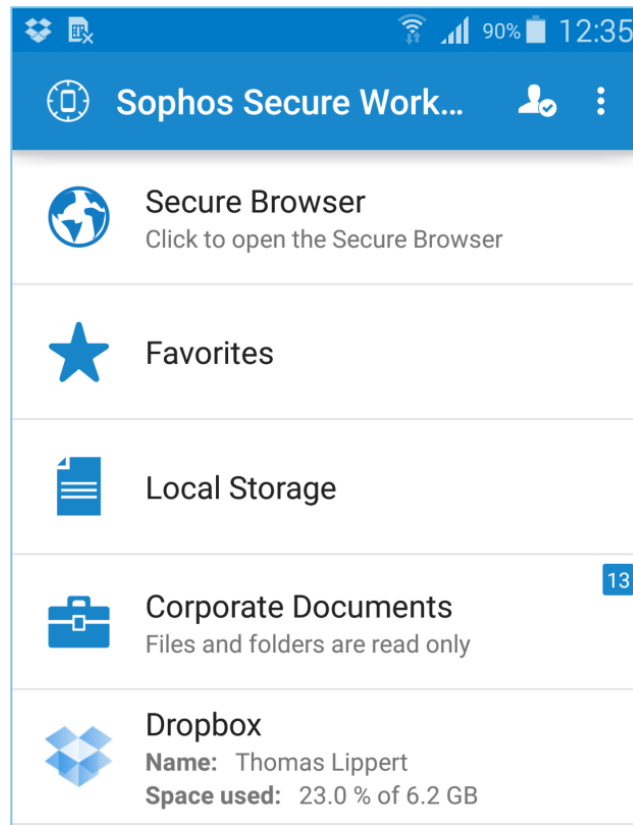 90% 12:35
Sophos Secure Work...
Secure Browser
Click to open the Secure Browser
Favorites
Local Storage
13
Corporate Documents
Files and folders are read only
Dropbox
Name: Thomas Lippert
Space used: 23.0 % of 6.2 GB